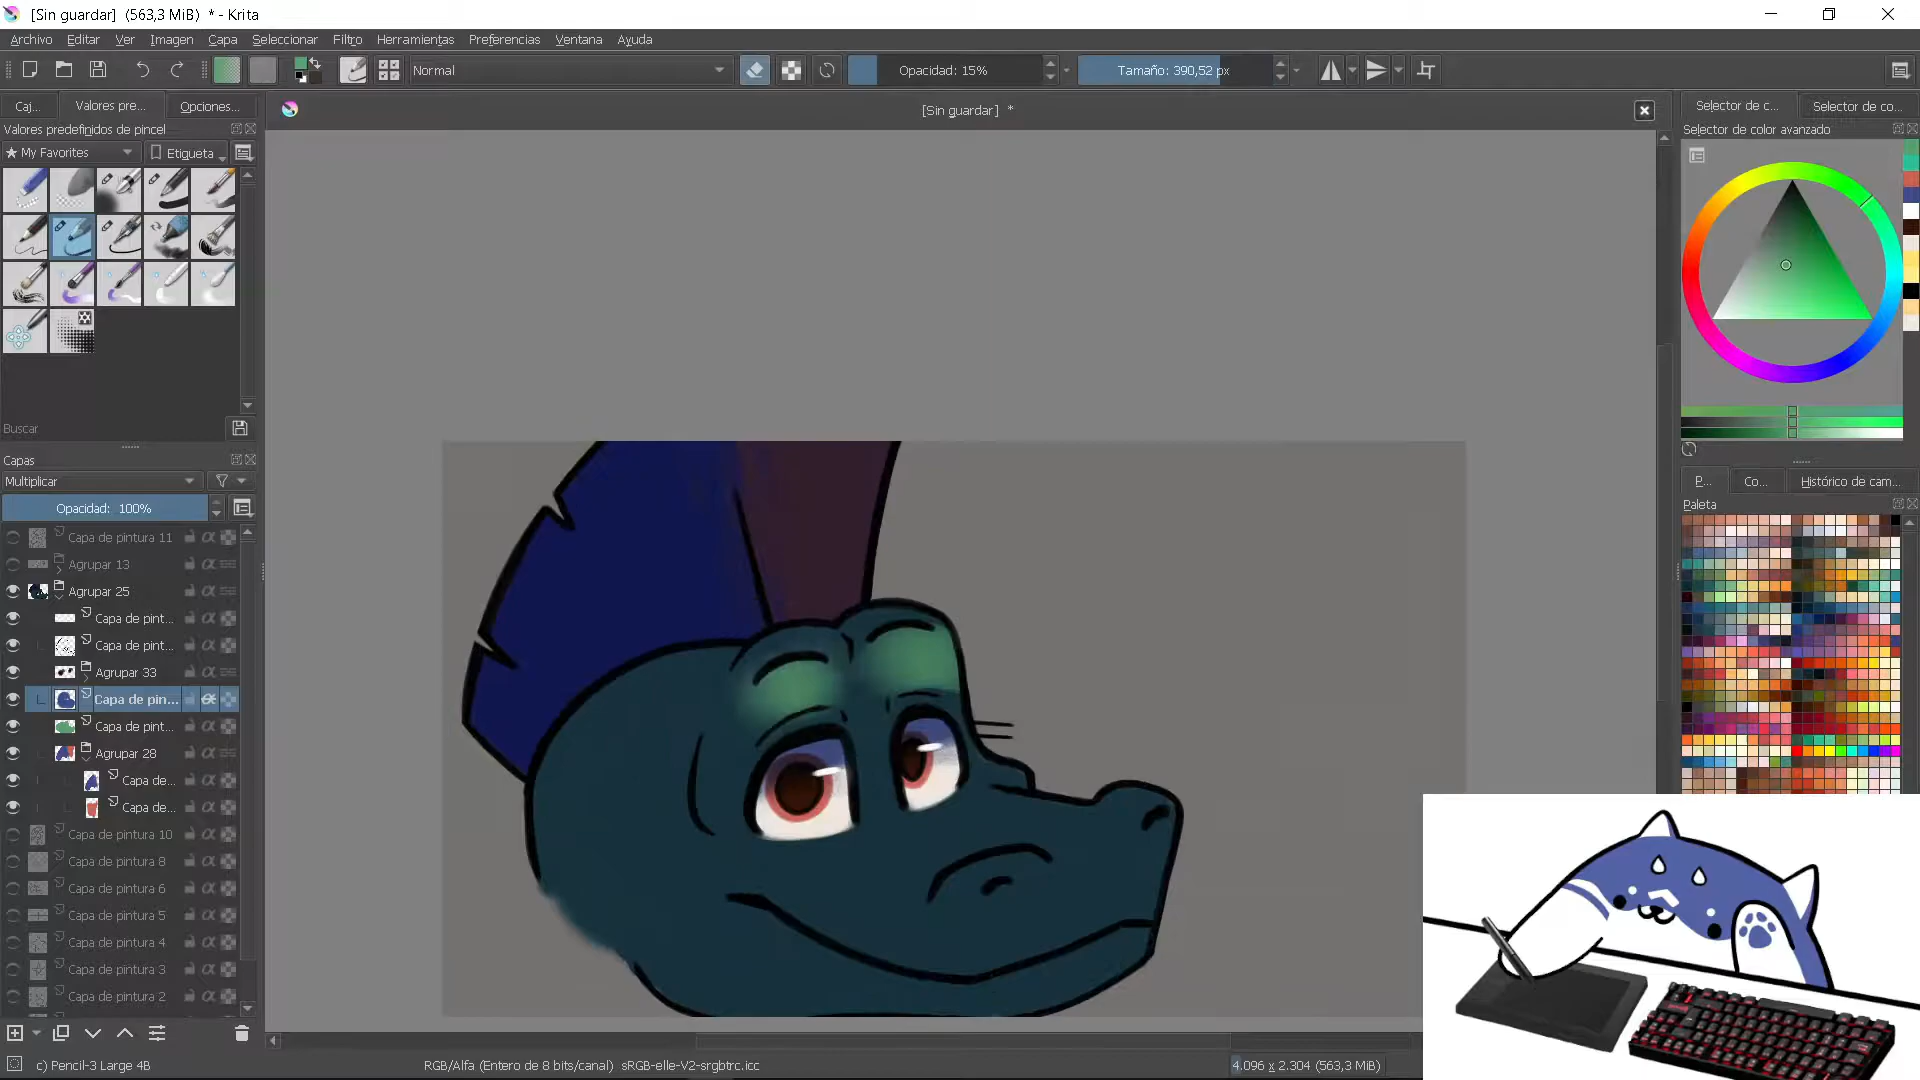 [Sin guardar] (563,3 MiB) * - Krita
Archivo Editar Ver Imagen Capa Seleccionar Filtro Herramientas Preferencias Ventana Ayuda
Normal Opacidad: 15% Tamaño: 390,52 px
Caj... Valores pre... Opciones... [Sin guardar] * Selector de c... Selector de co...
Valores predefinidos de pincel Selector de color avanzado
★ My Favorites Etiqueta
Buscar
Capas
Multiplicar
P... Co... Histórico de cam...
Opacidad: 100% Paleta
Capa de pintura 11
Agrupar 13
Agrupar 25
Capa de pint...
Capa de pint...
Agrupar 33
Capa de pin...
Capa de pint...
Agrupar 28
Capa de...
Capa de...
Capa de pintura 10
Capa de pintura 8
Capa de pintura 6
Capa de pintura 5
Capa de pintura 4
Capa de pintura 3
Capa de pintura 2
c) Pencil-3 Large 4B RGB/Alfa (Entero de 8 bits/canal) sRGB-elle-V2-srgbtrc.icc 4.096 x 2.304 (563,3 MiB)